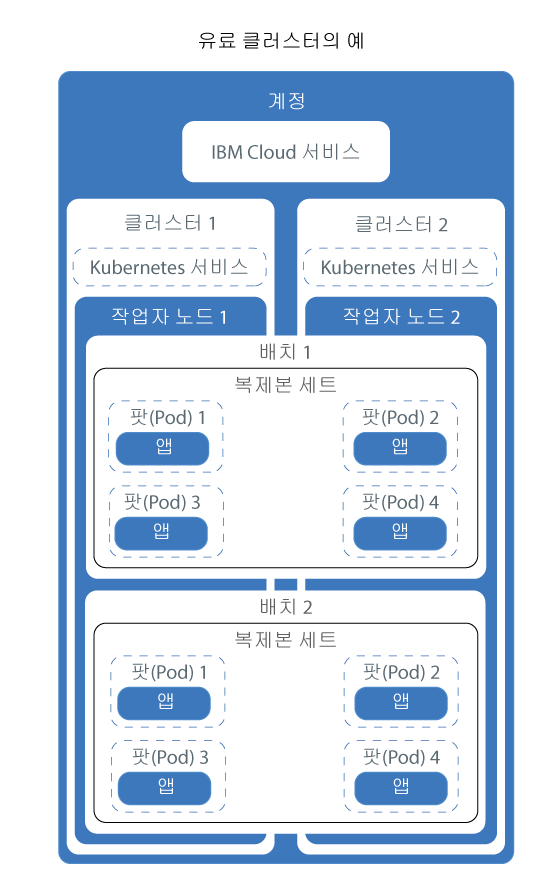 유료 클러스터의 예
계정
IBM Cloud 서비스
클러스터 1
클러스터 2
Kubernetes 서비스
Kubernetes 서비스
작업자 노드 1
작업자 노드 2
배치 1
복제본 세트
팟(Pod) 1
앱
팟(Pod) 2
앱
팟(Pod) 3
앱
팟(Pod) 4
앱
배치 2
복제본 세트
팟(Pod) 1
앱
팟(Pod) 2
앱
팟(Pod) 3
앱
팟(Pod) 4
앱